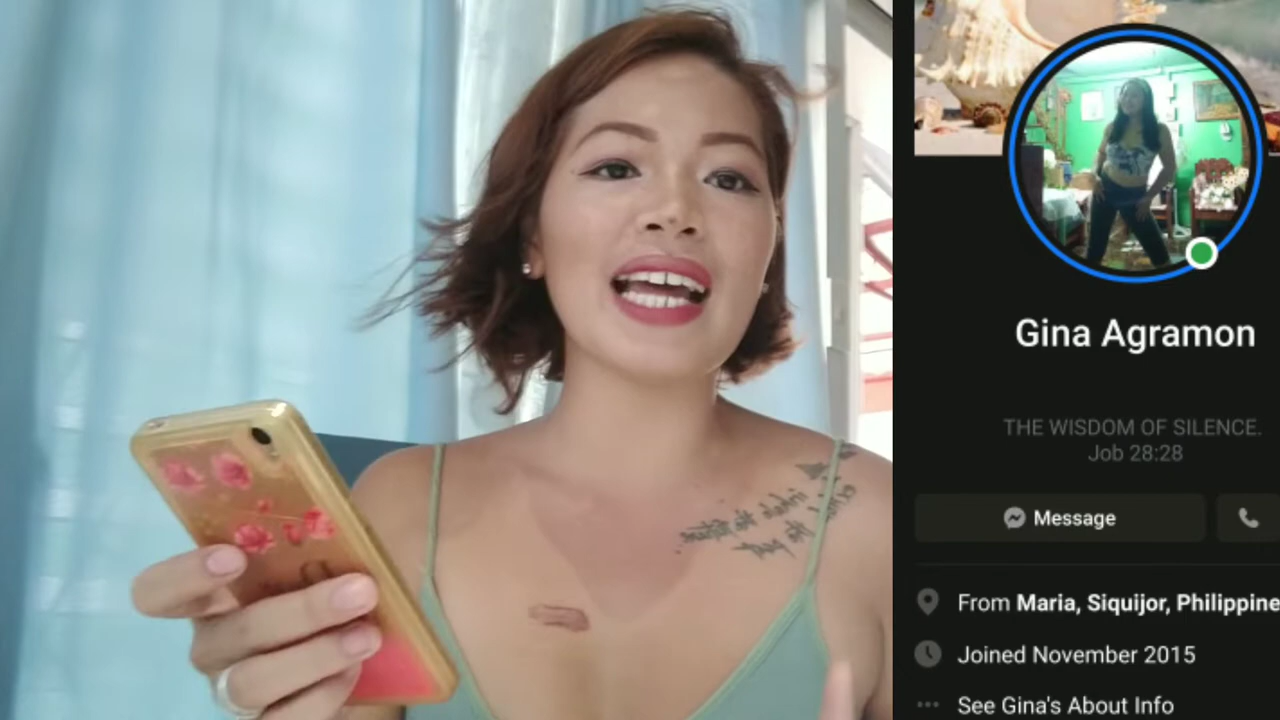 Gina Agramon
THE WISDOM OF SILENCE.
Job 28:28
Message
From Maria, Siquijor, Philippine
Joined November 2015
See Gina's About Info